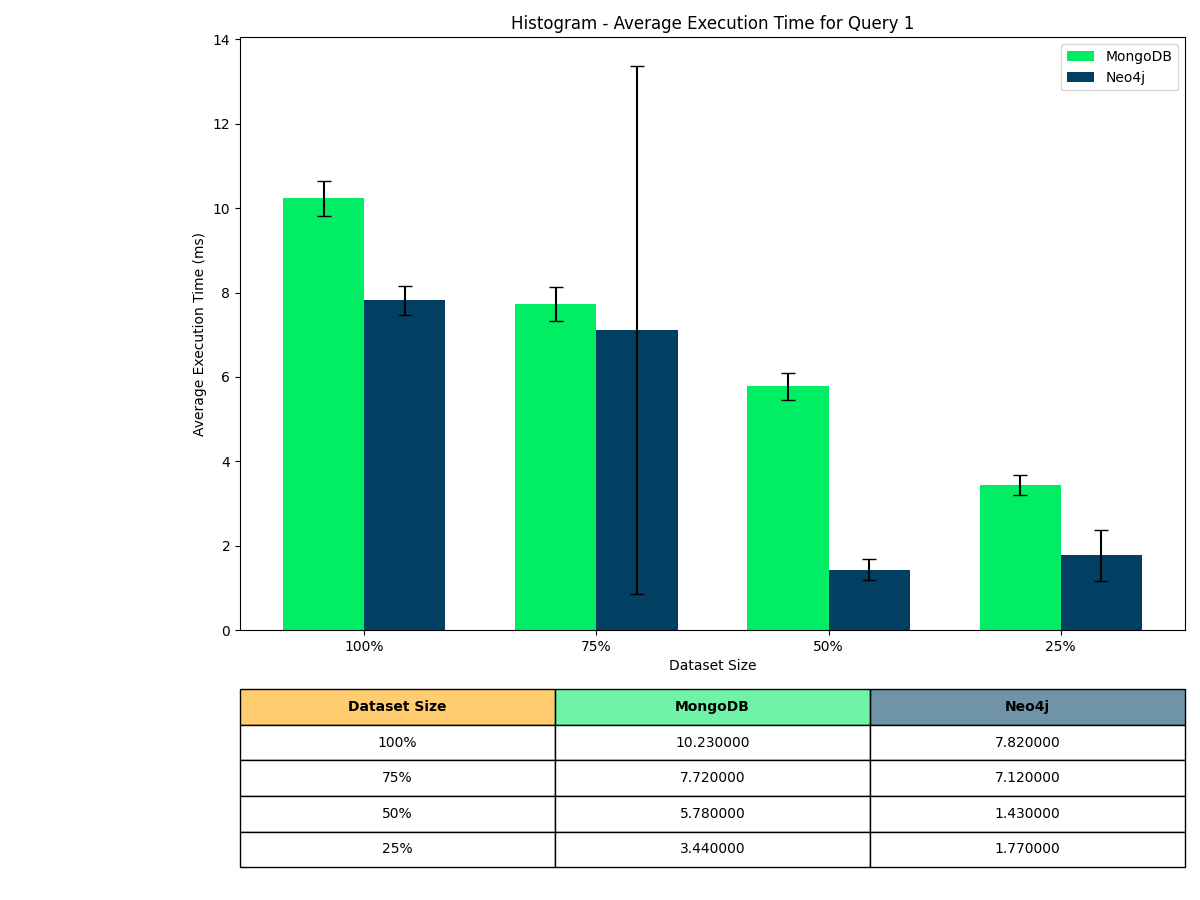 Histogram - Average Execution Time for Query 1
MongoDB
Neo4j
Average Execution Time (ms)
14
12
10
8
6
4
2
0
100% 75% 50% 25%
Dataset Size
Dataset Size MongoDB Neo4j
100% 10.230000 7.820000
75% 7.720000 7.120000
50% 5.780000 1.430000
25% 3.440000 1.770000